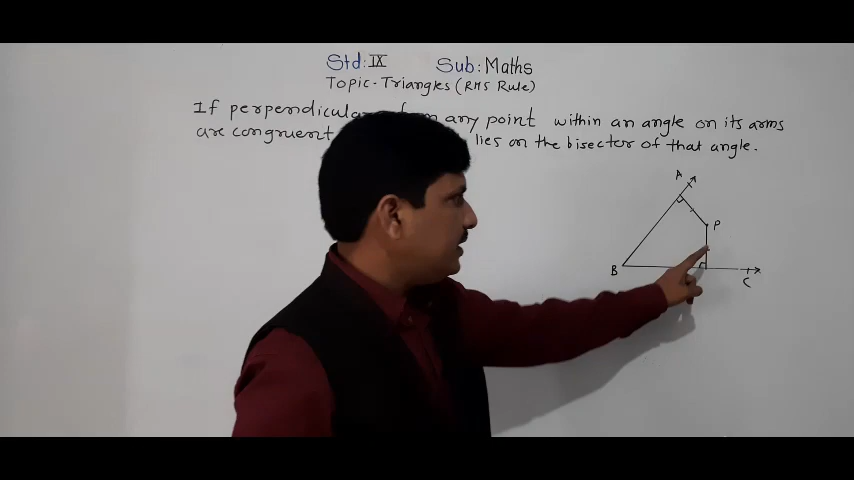 Std: IX Sub: Maths
Topic-Triangles (RHS Rule)
If perpendicular any point within an angle on its arms
are congruent lies on the bisector of that angle.
A
P
B
C